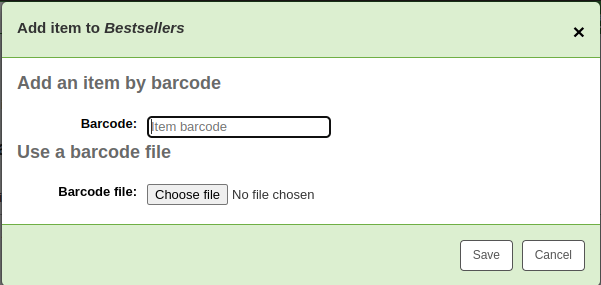 Add item to Bestsellers
×
Add an item by barcode
Barcode: Item barcode
Use a barcode file
Barcode file: Choose file No file chosen
Save Cancel